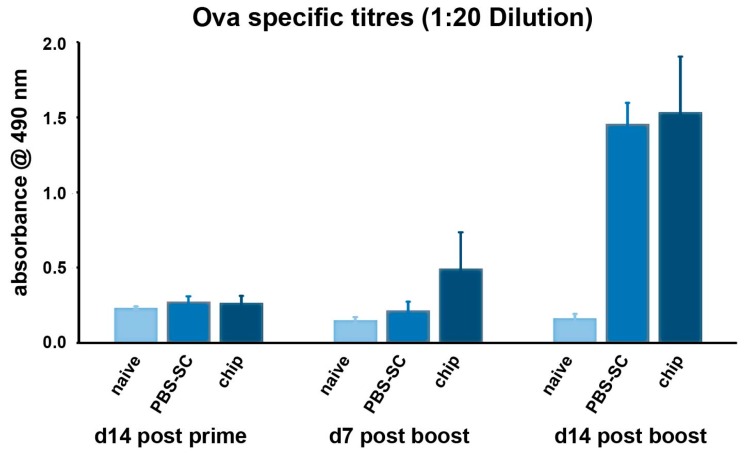 Ova specific titres (1:20 Dilution)
absorbance @ 490 nm
2.0
1.5
1.0
0.5
0.0
naive
PBS-SC
chip
naive
PBS-SC
chip
naive
PBS-SC
chip
d14 post prime
d7 post boost
d14 post boost